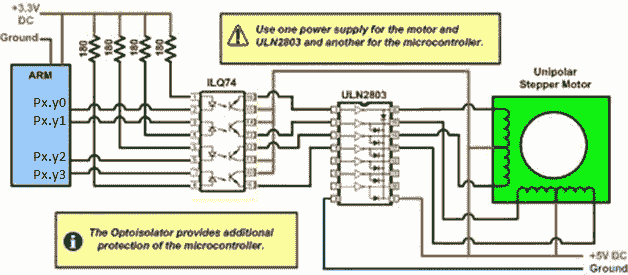 +3.3V
DC
Ground
180
180
180
180
Use one power supply for the motor and
ULN2803 and another for the microcontroller.
ARM
ILQ74
ULN2803
Unipolar
Stepper Motor
Px.y0
Px.y1
Px.y2
Px.y3
The Optoisolator provides additional
protection of the microcontroller.
+5V DC
Ground